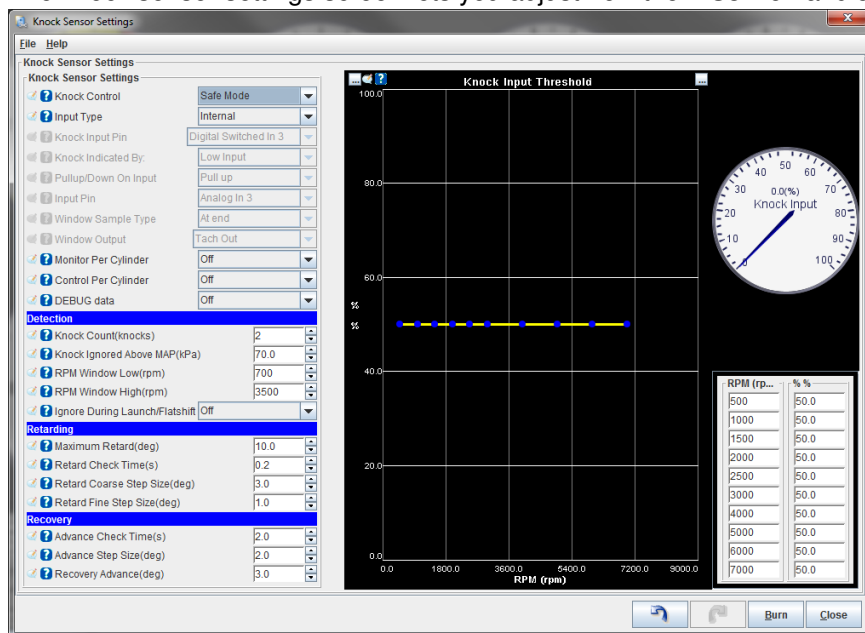 Knock Sensor Settings
File Help
Knock Sensor Settings
Knock Sensor Settings
Knock Control Safe Mode
Input Type Internal
Knock Input Pin Digital Switched In 3
Knock Indicated By: Low Input
Pullup/Down On Input Pull up
Input Pin Analog In 3
Window Sample Type At end
Window Output Tach Out
Monitor Per Cylinder Off
Control Per Cylinder Off
DEBUG data Off
Detection
Knock Count(knocks) 2
Knock Ignored Above MAP(kPa) 70.0
RPM Window Low(rpm) 700
RPM Window High(rpm) 3500
Ignore During Launch/Flatshift Off
Retarding
Maximum Retard(deg) 10.0
Retard Check Time(s) 0.2
Retard Coarse Step Size(deg) 3.0
Retard Fine Step Size(deg) 1.0
Recovery
Advance Check Time(s) 2.0
Advance Step Size(deg) 2.0
Recovery Advance(deg) 3.0
... ? Knock Input Threshold ...
100.0
80.0
60.0
%
%
40.0
20.0
0.0
0.0 1800.0 3600.0 5400.0 7200.0 9000.0
RPM (rpm)
0 10 20 30 40 50 60 70 80 90 100
0.0(%)
Knock Input
RPM (rp... % %
500 50.0
1000 50.0
1500 50.0
2000 50.0
2500 50.0
3000 50.0
4000 50.0
5000 50.0
6000 50.0
7000 50.0
Burn Close